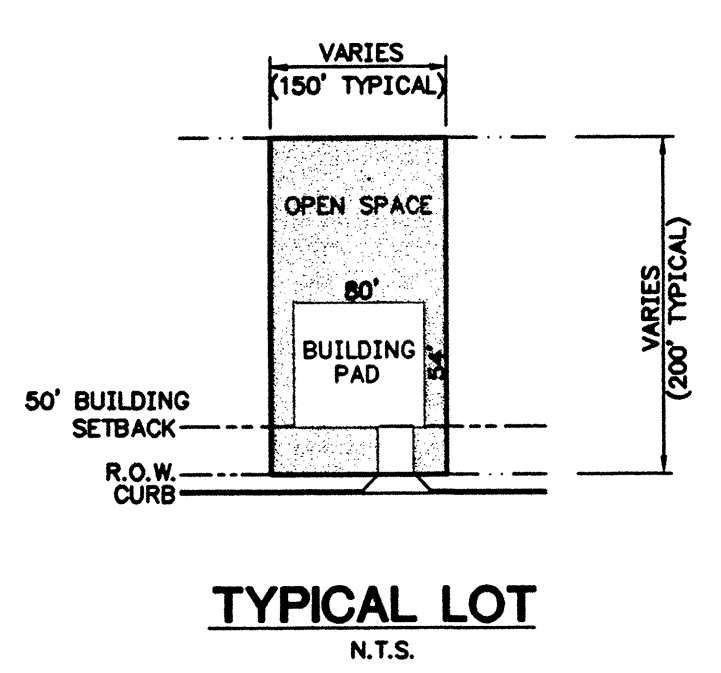 VARIES
(150' TYPICAL)
OPEN SPACE
80'
BUILDING
PAD
54'
VARIES
(200' TYPICAL)
50' BUILDING
SETBACK
R.O.W.
CURB
TYPICAL LOT
N.T.S.